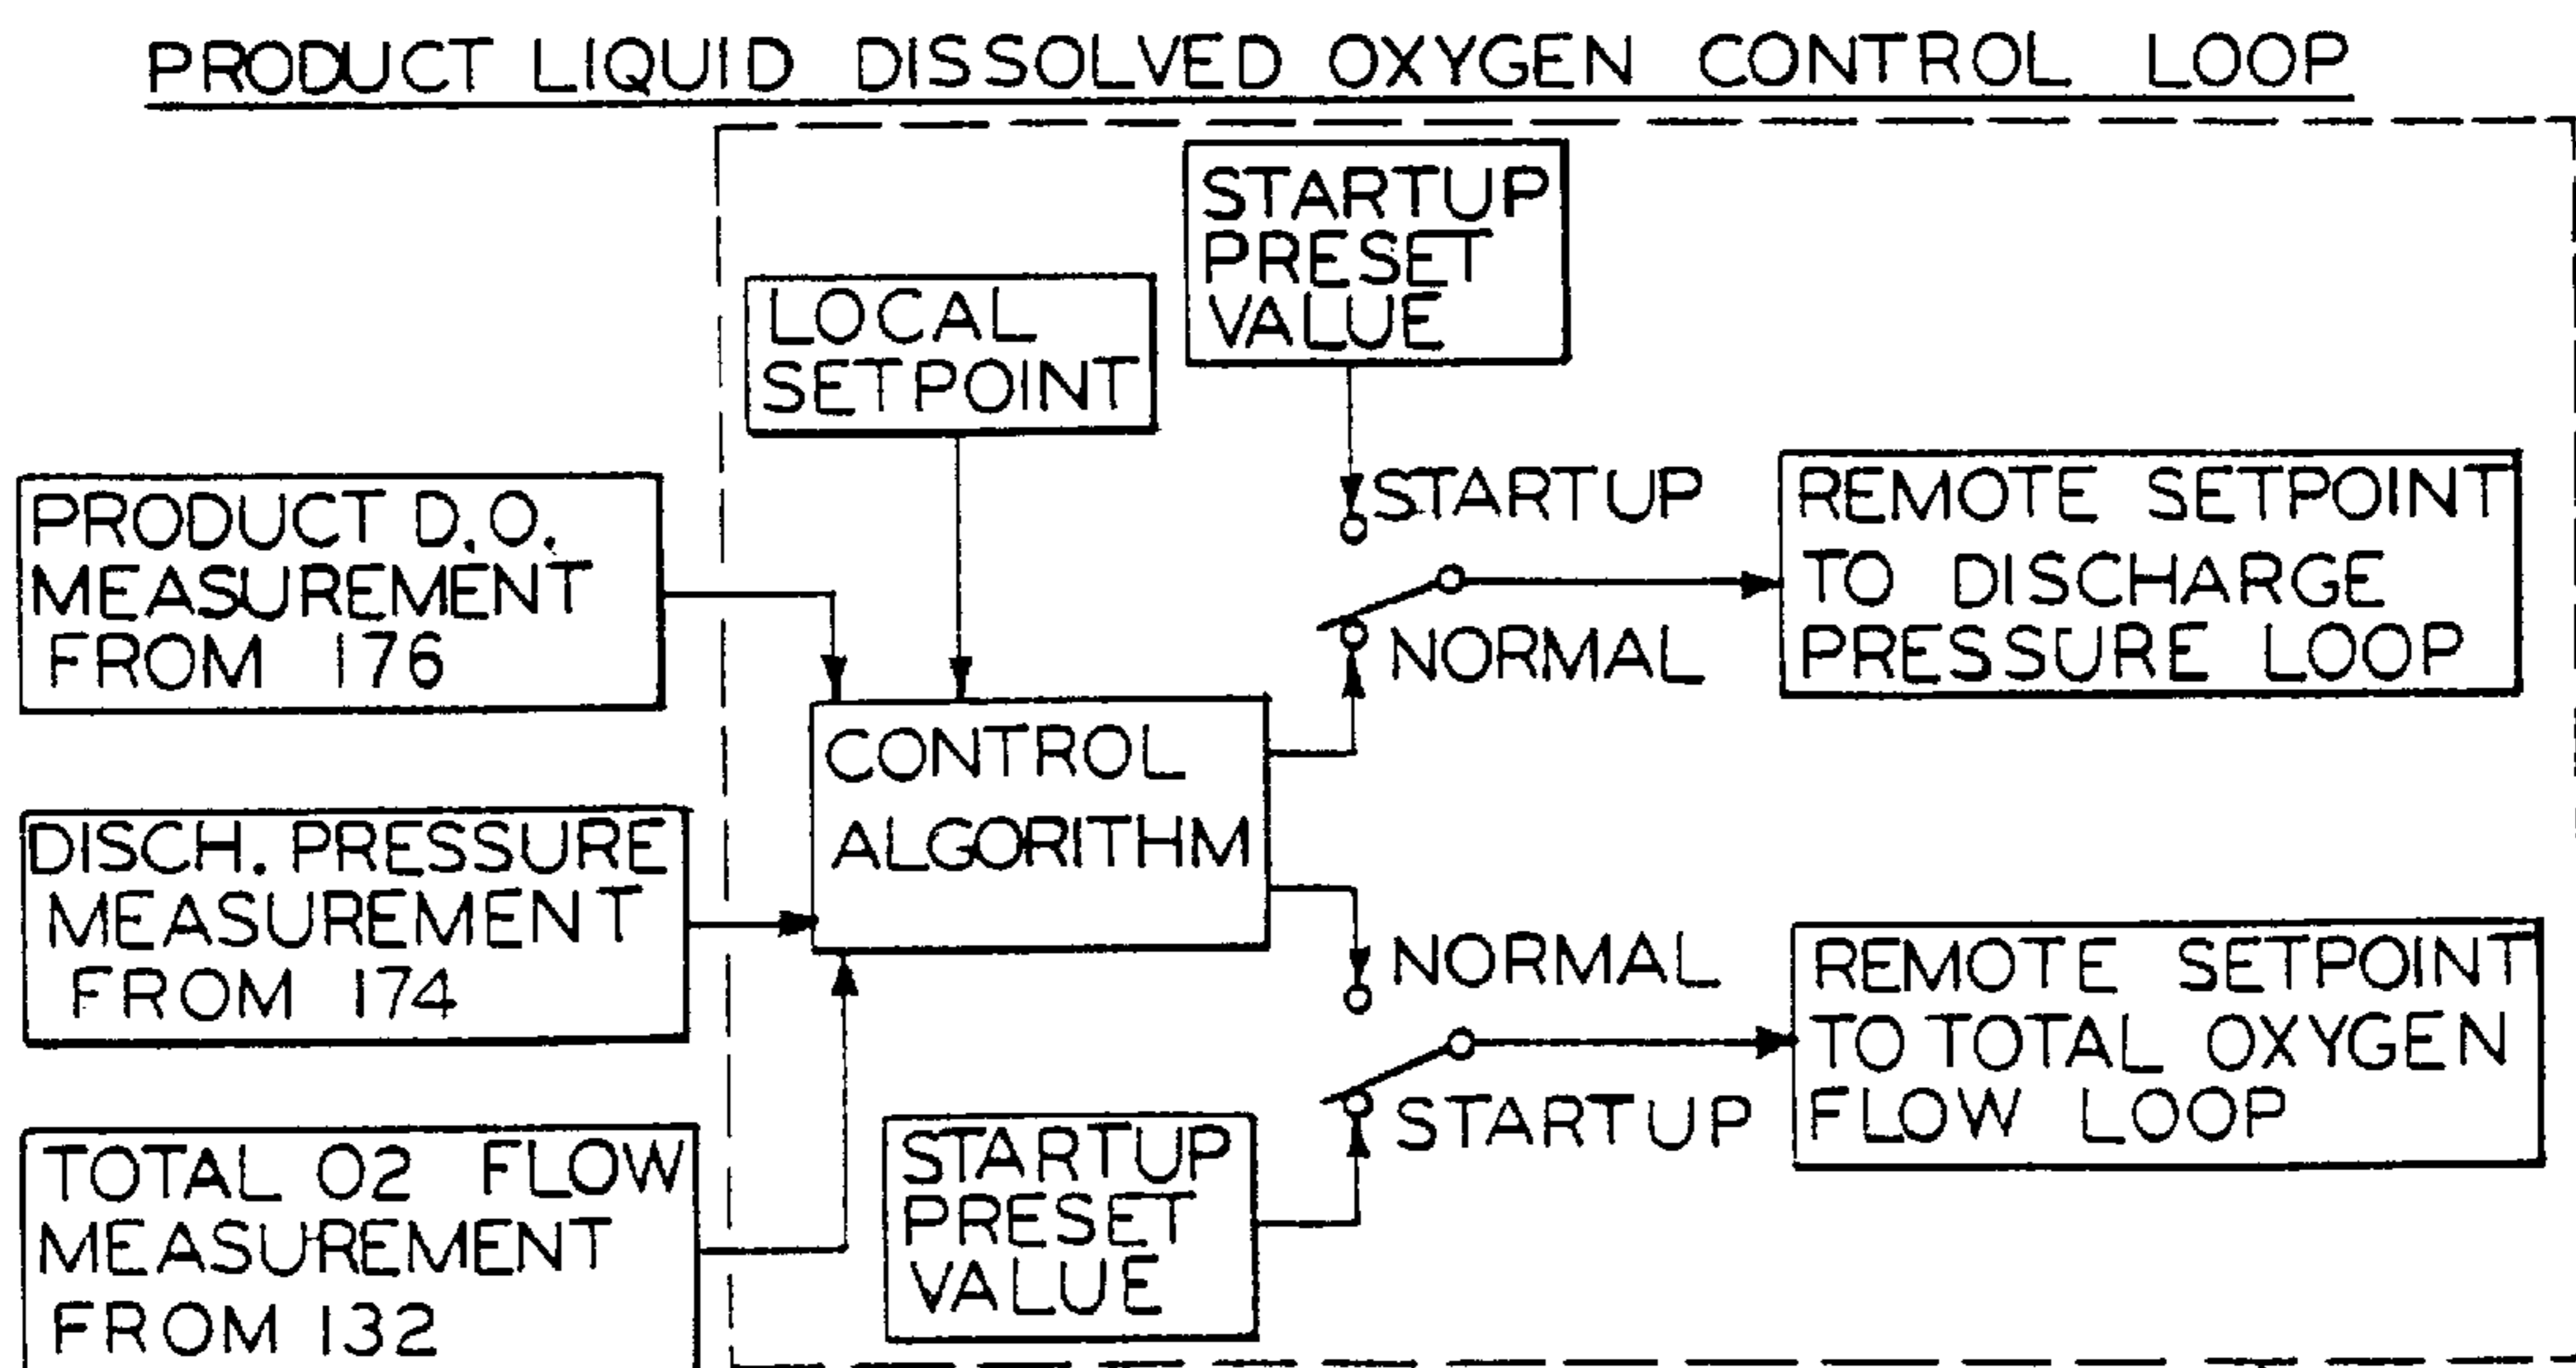 PRODUCT LIQUID DISSOLVED OXYGEN CONTROL LOOP
STARTUP
PRESET
VALUE
LOCAL
SETPOINT
PRODUCT D.O.
MEASUREMENT
FROM 176
STARTUP
NORMAL
REMOTE SETPOINT
TO DISCHARGE
PRESSURE LOOP
CONTROL
ALGORITHM
DISCH. PRESSURE
MEASUREMENT
FROM 174
NORMAL
STARTUP
REMOTE SETPOINT
TO TOTAL OXYGEN
FLOW LOOP
TOTAL O2 FLOW
MEASUREMENT
FROM 132
STARTUP
PRESET
VALUE